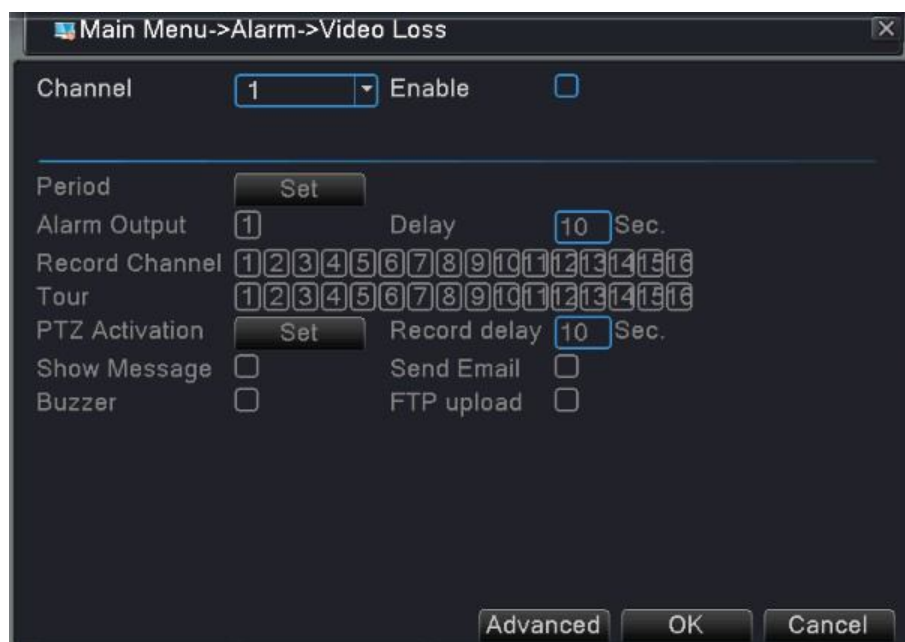 Main Menu->Alarm->Video Loss
Channel 1 Enable
Period Set
Alarm Output 1 Delay 10 Sec.
Record Channel 1 2 3 4 5 6 7 8 9 10 11 12 13 14 15 16
Tour 1 2 3 4 5 6 7 8 9 10 11 12 13 14 15 16
PTZ Activation Set Record delay 10 Sec.
Show Message Send Email
Buzzer FTP upload
Advanced OK Cancel